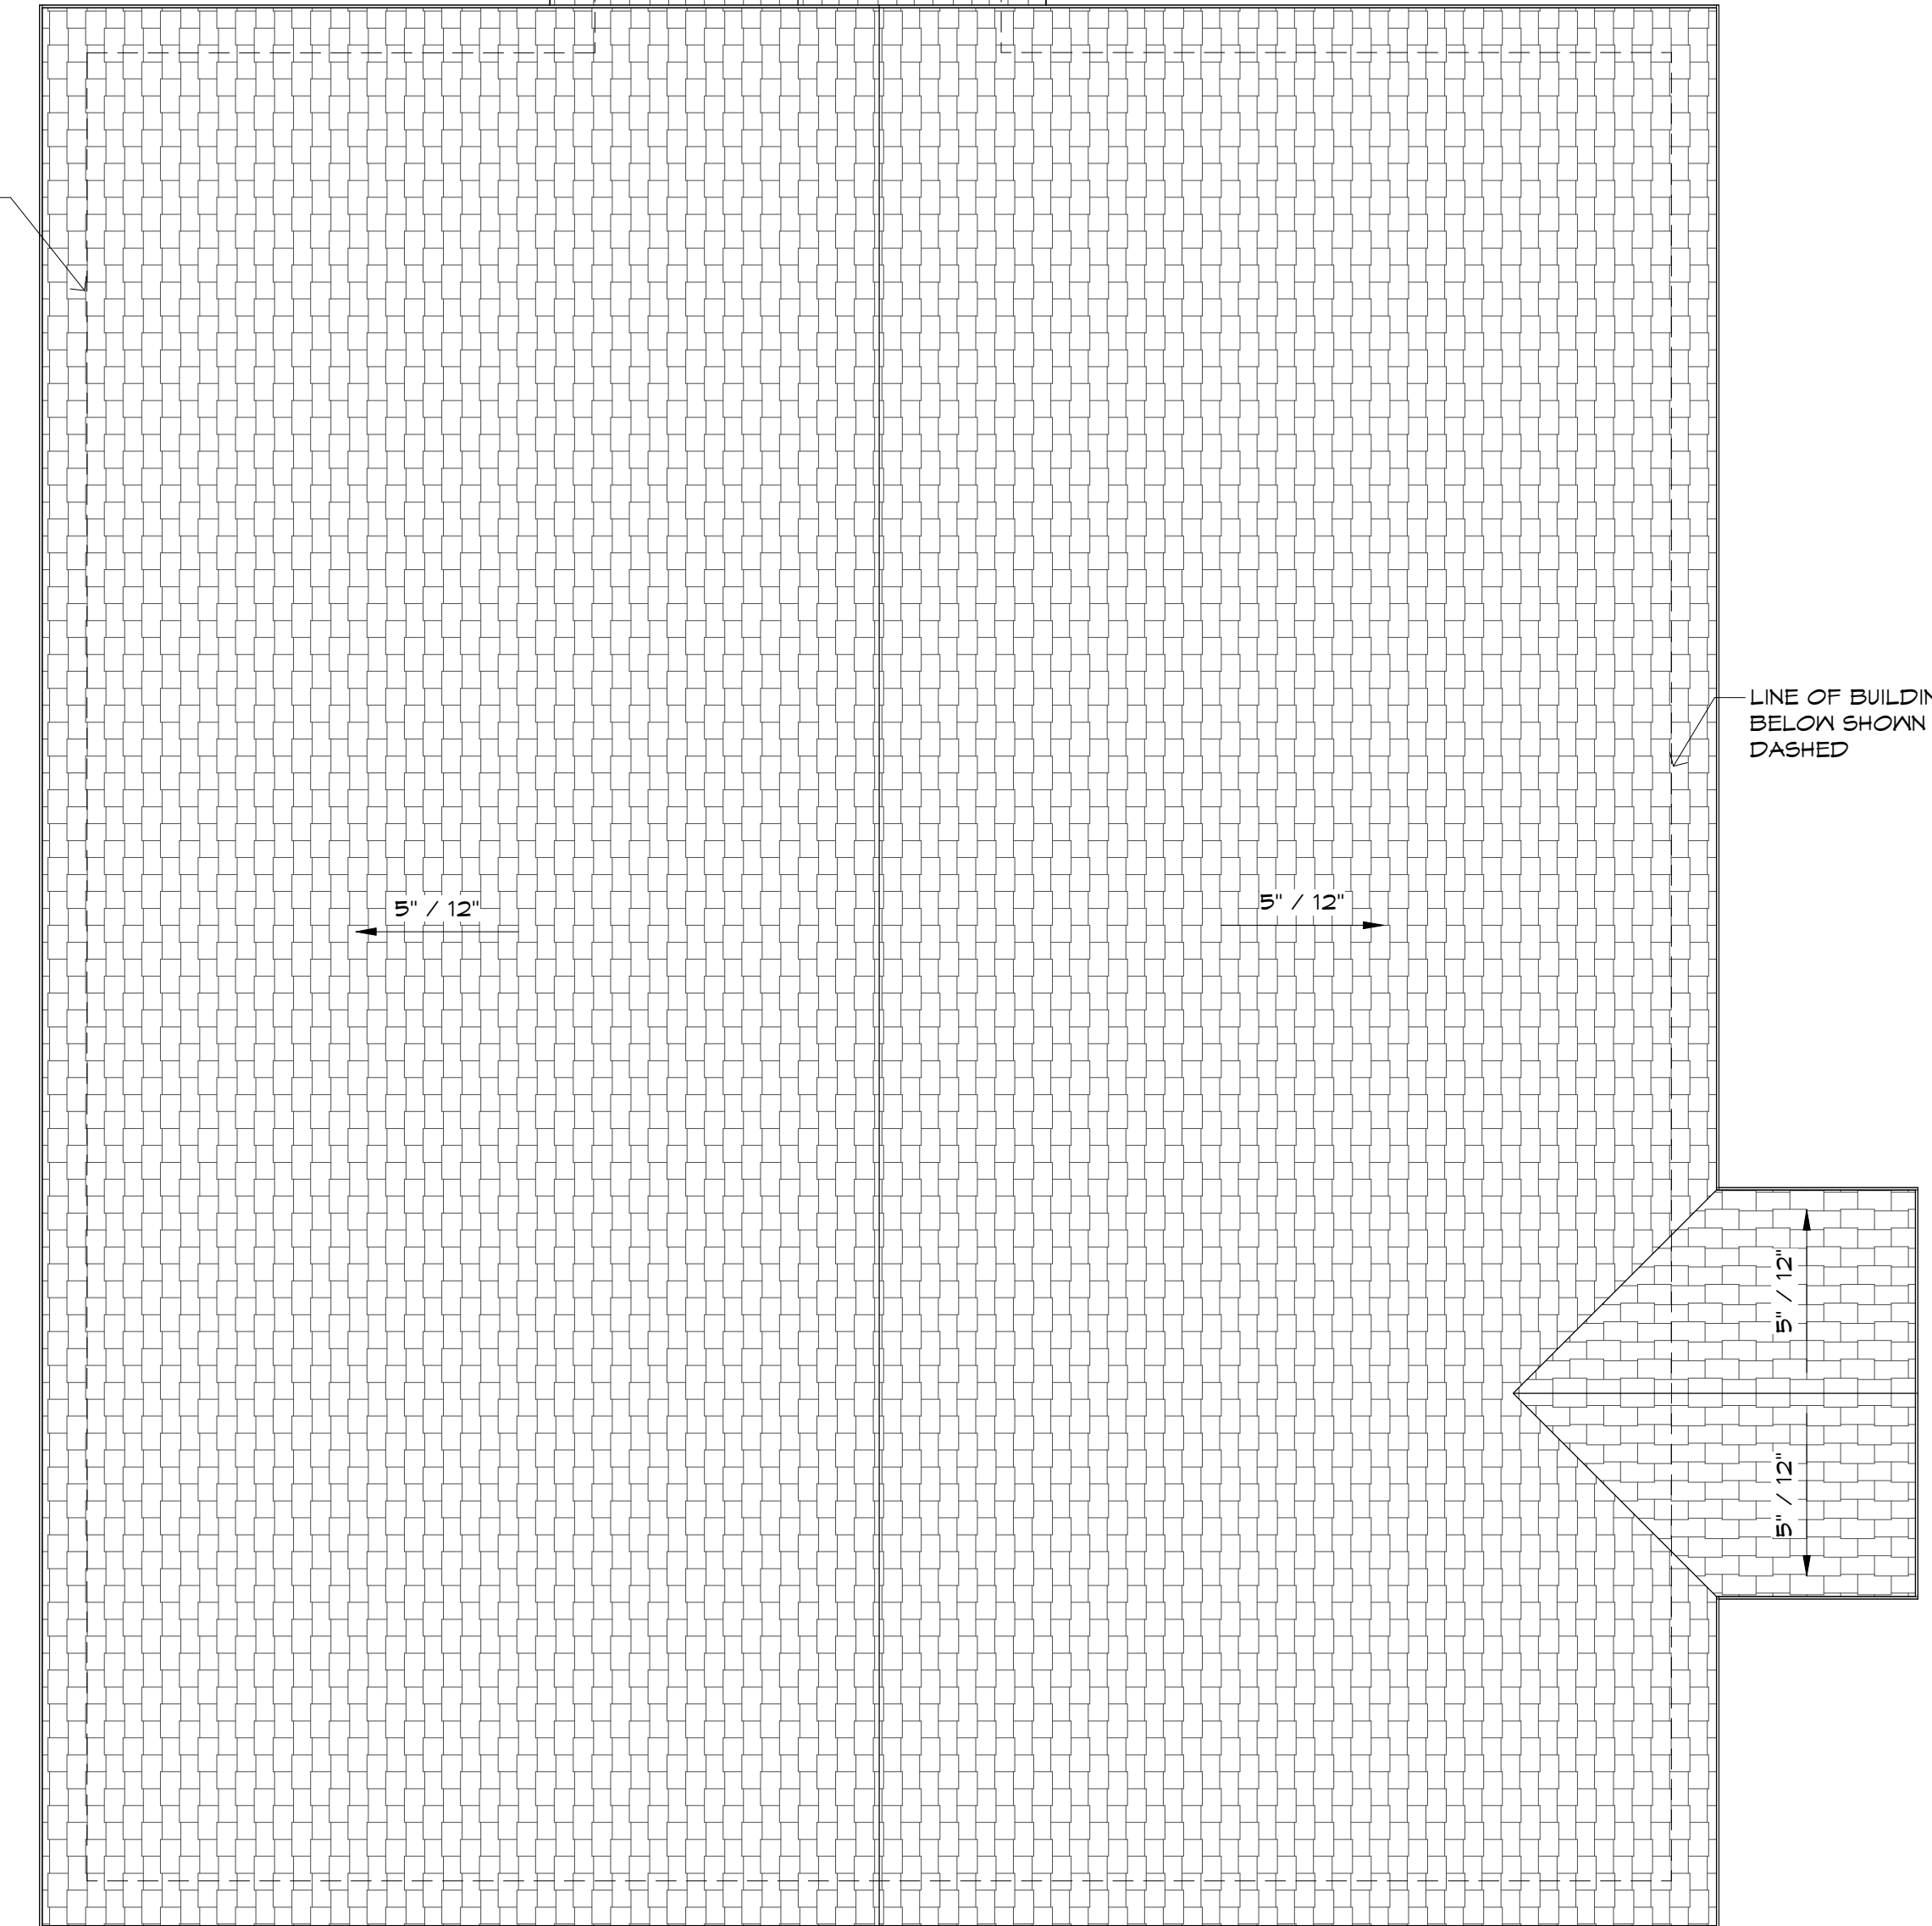 LINE OF BUILDIN
BELOW SHOWN
DASHED
5" / 12"
5" / 12"
5" / 12"
5" / 12"